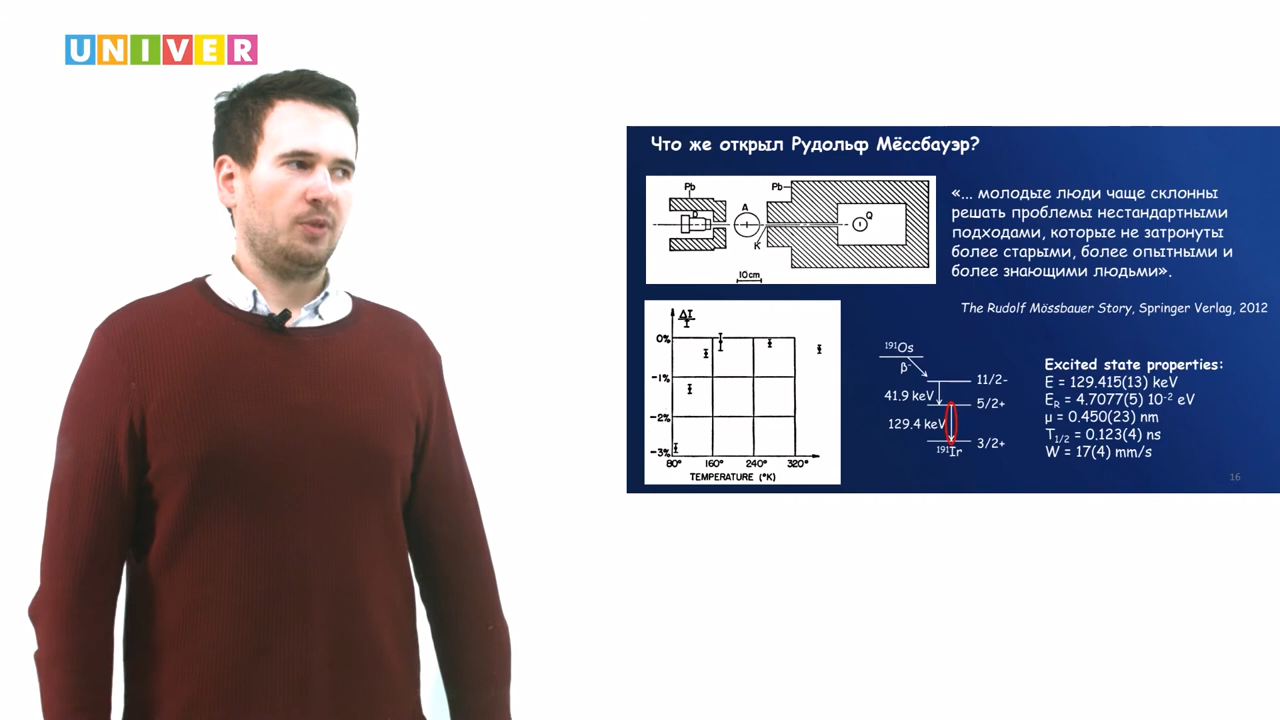 UNIVER
Что же открыл Рудольф Мёссбауэр?
Pb
Pb
D
A
K
Q
10 cm
«... молодые люди чаще склонны
решать проблемы нестандартными
подходами, которые не затронуты
более старыми, более опытными и
более знающими людьми».
The Rudolf Mössbauer Story, Springer Verlag, 2012
ΔI
I
0%
-1%
-2%
-3%
80° 160° 240° 320°
TEMPERATURE (°K)
¹⁹¹Os
β⁻
11/2-
41.9 keV
5/2+
129.4 keV
3/2+
¹⁹¹Ir
Excited state properties:
E = 129.415(13) keV
E_R = 4.7077(5) 10⁻² eV
μ = 0.450(23) nm
T₁/₂ = 0.123(4) ns
W = 17(4) mm/s
16